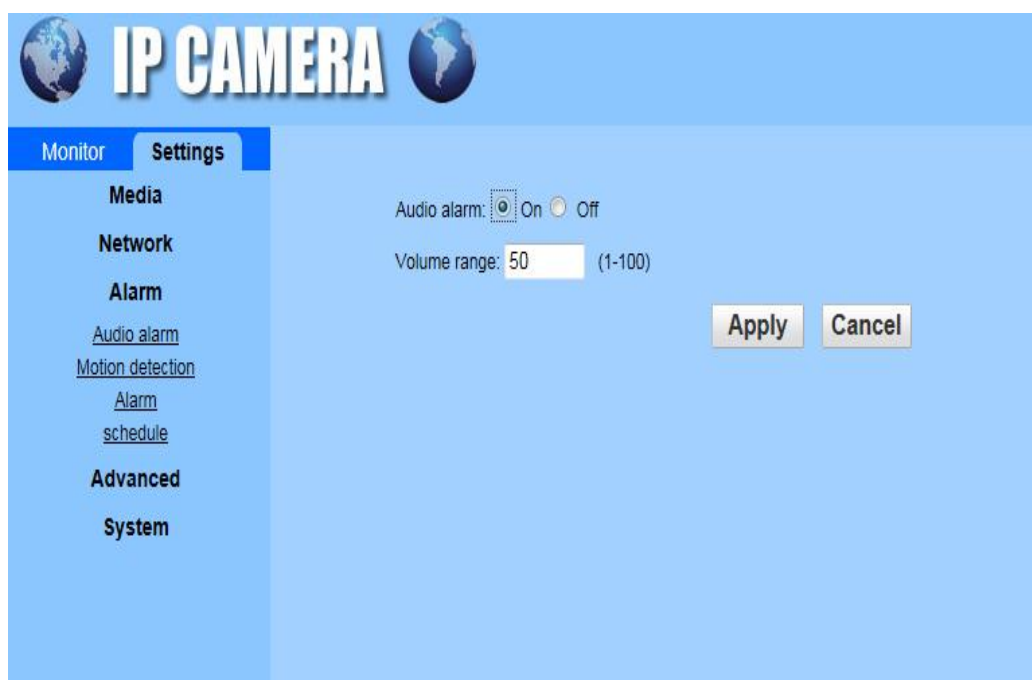 IP CAMERA
Monitor Settings
Media
Network
Alarm
Audio alarm
Motion detection
Alarm
schedule
Advanced
System
Audio alarm: On Off
Volume range: 50 (1-100)
Apply Cancel